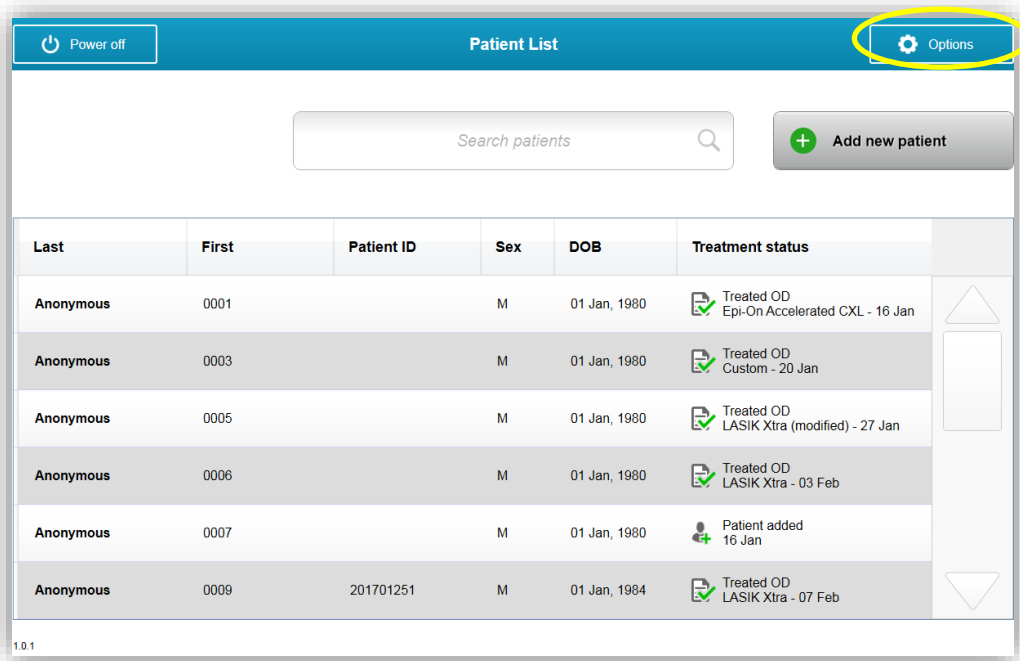 Power off
Patient List
Options
Search patients
Add new patient
Last First Patient ID Sex DOB Treatment status
Anonymous 0001 M 01 Jan, 1980 Treated OD
Epi-On Accelerated CXL - 16 Jan
Anonymous 0003 M 01 Jan, 1980 Treated OD
Custom - 20 Jan
Anonymous 0005 M 01 Jan, 1980 Treated OD
LASIK Xtra (modified) - 27 Jan
Anonymous 0006 M 01 Jan, 1980 Treated OD
LASIK Xtra - 03 Feb
Anonymous 0007 M 01 Jan, 1980 Patient added
16 Jan
Anonymous 0009 201701251 M 01 Jan, 1984 Treated OD
LASIK Xtra - 07 Feb
1.0.1